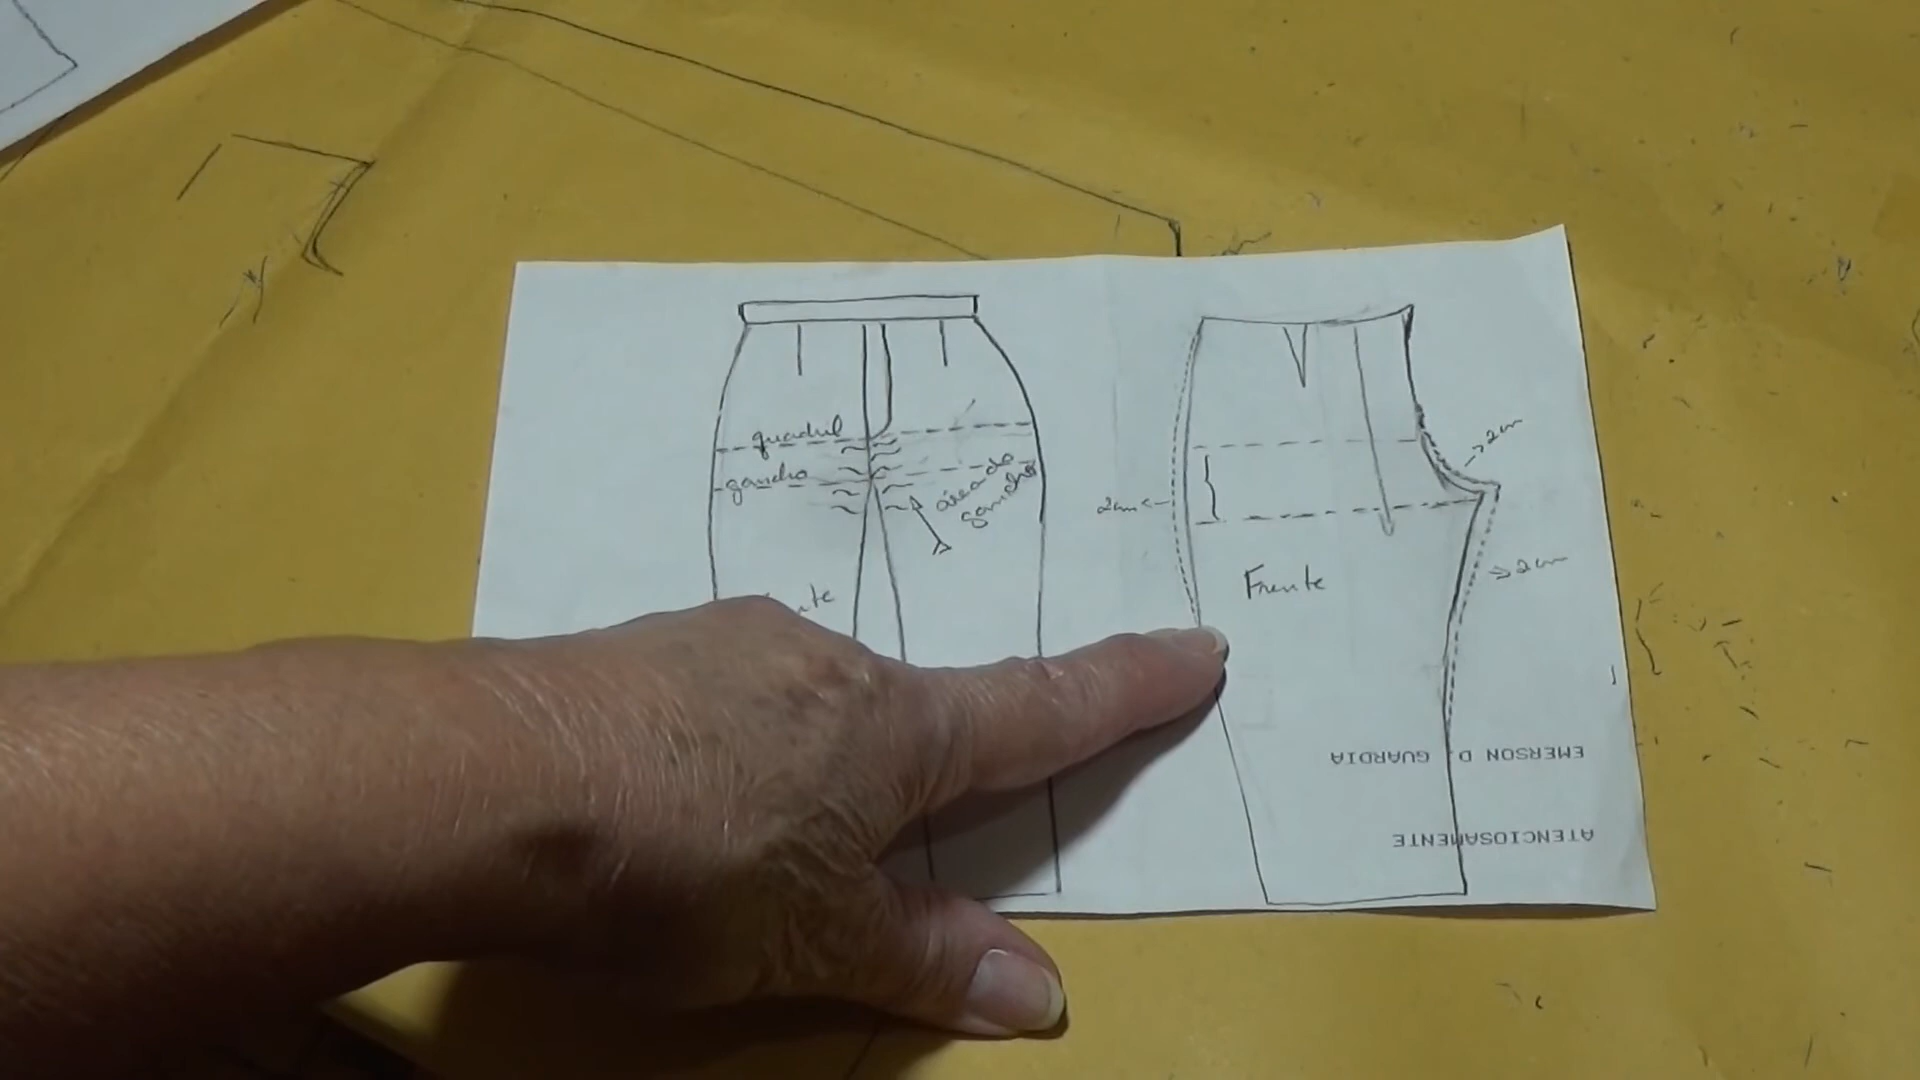 quadril
gancho
área do
gancho
2cm
2cm
2cm
Frente
EMERSON D. GUARDIA
ATENCIOSAMENTE